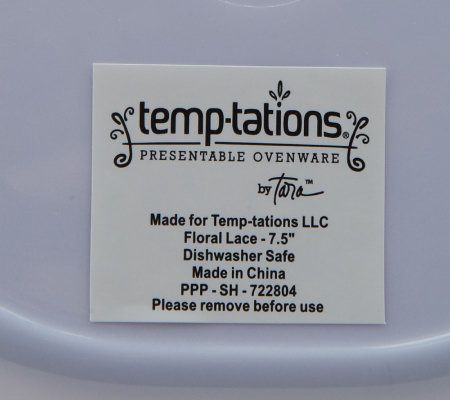 temp-tations®
PRESENTABLE OVENWARE
by Tara™
Made for Temp-tations LLC
Floral Lace - 7.5"
Dishwasher Safe
Made in China
PPP - SH - 722804
Please remove before use